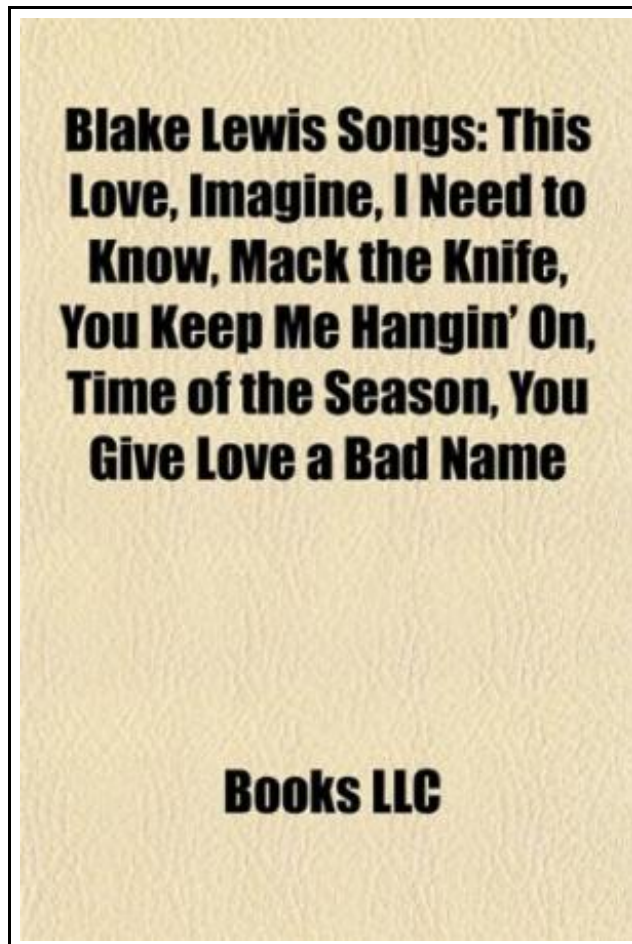 Blake Lewis Songs: This
Love, Imagine, I Need to
Know, Mack the Knife,
You Keep Me Hangin' On,
Time of the Season, You
Give Love a Bad Name
Books LLC